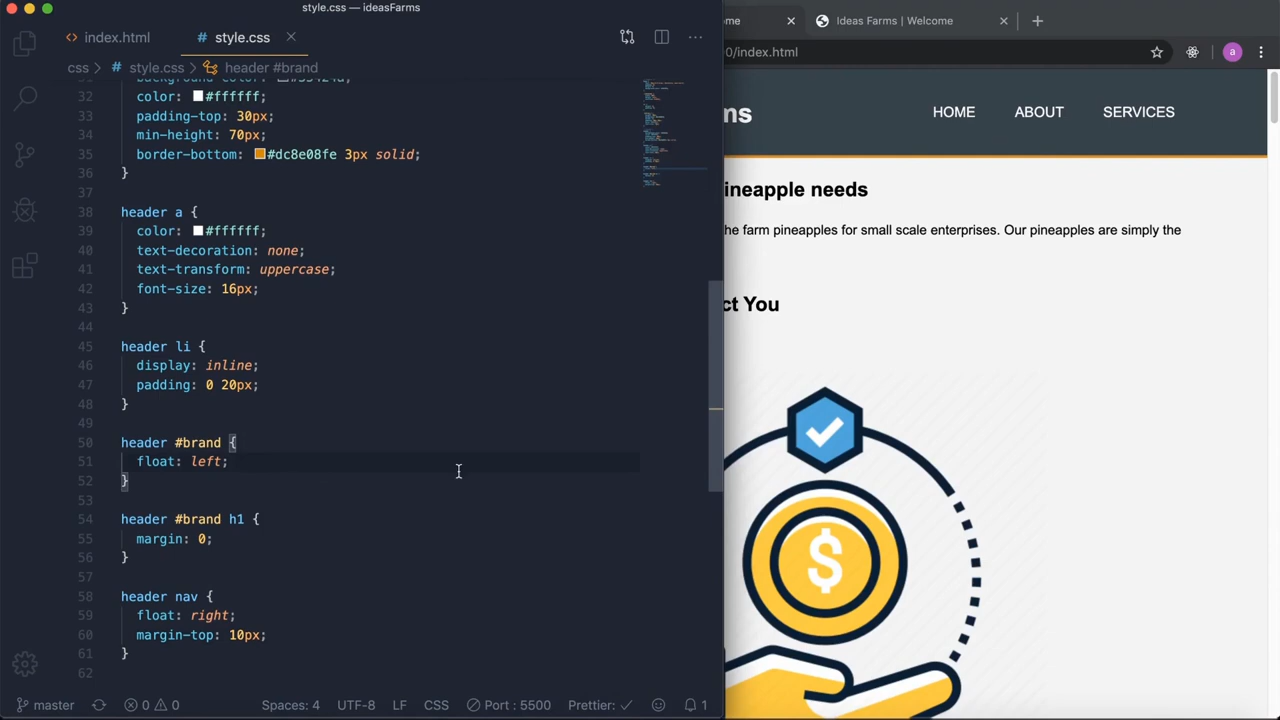 style.css — ideasFarms
index.html
style.css
css > style.css > header #brand
32 color: #ffffff;
33 padding-top: 30px;
34 min-height: 70px;
35 border-bottom: #dc8e08fe 3px solid;
36 }
37
38 header a {
39 color: #ffffff;
40 text-decoration: none;
41 text-transform: uppercase;
42 font-size: 16px;
43 }
44
45 header li {
46 display: inline;
47 padding: 0 20px;
48 }
49
50 header #brand {
51 float: left;
52 }
53
54 header #brand h1 {
55 margin: 0;
56 }
57
58 header nav {
59 float: right;
60 margin-top: 10px;
61 }
62
master
0
0
Spaces: 4
UTF-8
LF
CSS
Port : 5500
Prettier: ✓
1
me
Ideas Farms | Welcome
0/index.html
a
ms
HOME
ABOUT
SERVICES
ineapple needs
he farm pineapples for small scale enterprises. Our pineapples are simply the
ct You
$